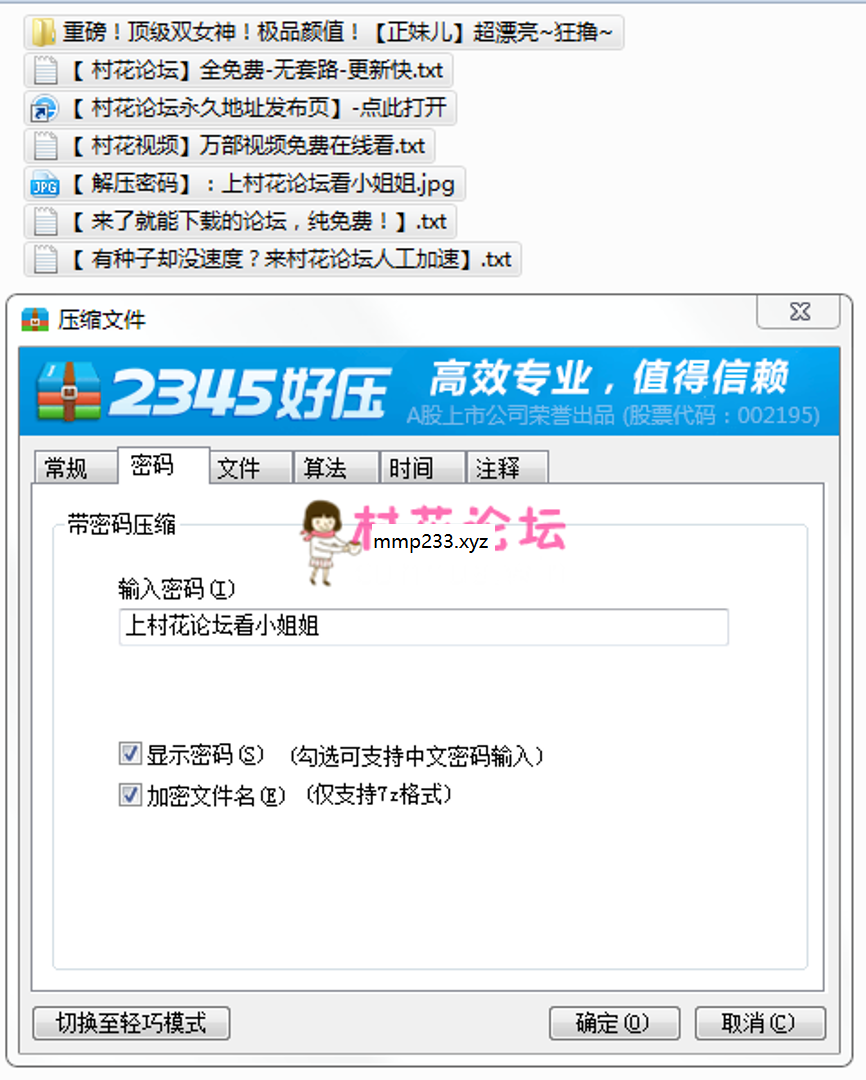 重磅！顶级双女神！极品颜值！【正妹儿】超漂亮~狂撸~
【 村花论坛】全免费-无套路-更新快.txt
【 村花论坛永久地址发布页】-点此打开
【 村花视频】万部视频免费在线看.txt
JPG 【 解压密码】：上村花论坛看小姐姐.jpg
【 来了就能下载的论坛，纯免费！】.txt
【 有种子却没速度？来村花论坛人工加速】.txt
压缩文件
2345好压 高效专业，值得信赖
A股上市公司荣誉出品 (股票代码：002195)
常规 密码 文件 算法 时间 注释
带密码压缩
村花论坛
mmp233.xyz
输入密码(I)
上村花论坛看小姐姐
显示密码(S) (勾选可支持中文密码输入)
加密文件名(E) (仅支持7z格式)
切换至轻巧模式 确定(O) 取消(C)